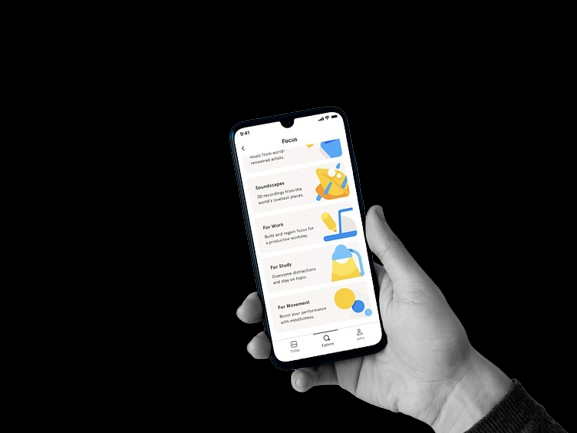 9:41
Focus
music from world-
renowned artists.
Soundscapes
3D recordings from the
world's loveliest places.
For Work
Build and regain focus for
a productive workday.
For Study
Overcome distractions
and stay on topic.
For Movement
Boost your performance
with mindfulness.
Today
Explore